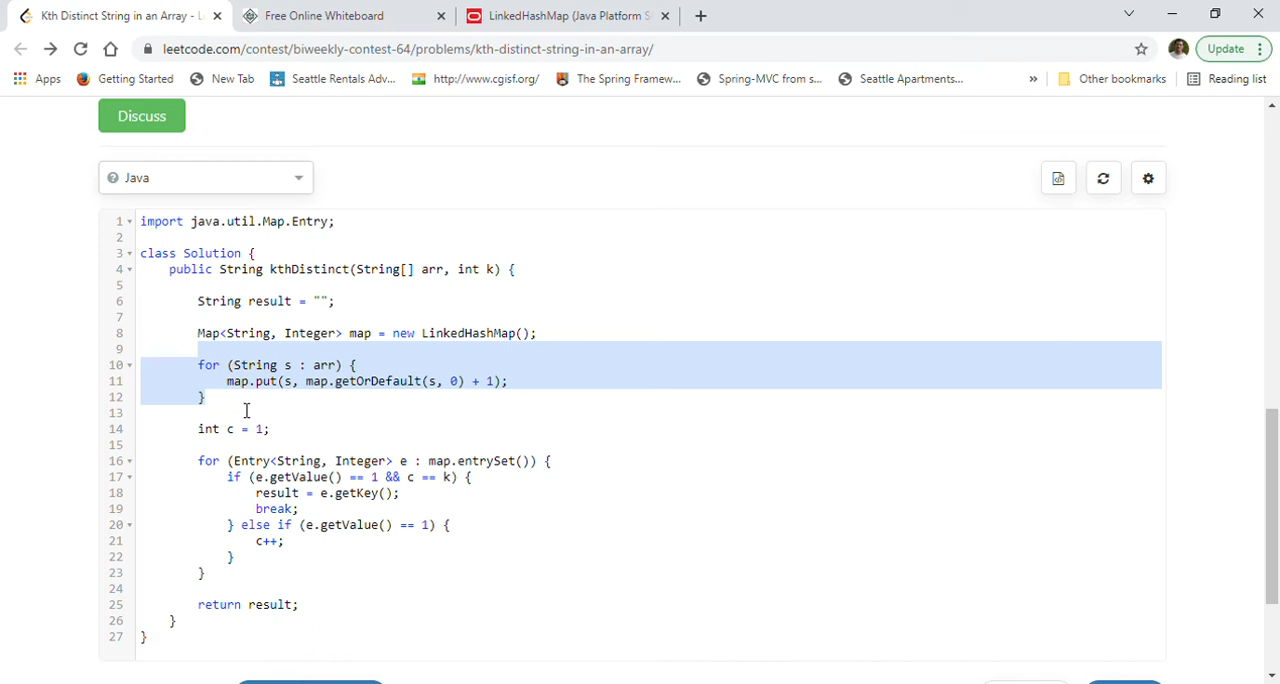 Kth Distinct String in an Array - L
Free Online Whiteboard
LinkedHashMap (Java Platform S
leetcode.com/contest/biweekly-contest-64/problems/kth-distinct-string-in-an-array/
Update
Apps
Getting Started
New Tab
Seattle Rentals Adv...
http://www.cgisf.org/
The Spring Framew...
Spring-MVC from s...
Seattle Apartments...
»
Other bookmarks
Reading list
Discuss
Java
1 import java.util.Map.Entry;
2
3 class Solution {
4 public String kthDistinct(String[] arr, int k) {
5
6 String result = "";
7
8 Map<String, Integer> map = new LinkedHashMap();
9
10 for (String s : arr) {
11 map.put(s, map.getOrDefault(s, 0) + 1);
12 }
13
14 int c = 1;
15
16 for (Entry<String, Integer> e : map.entrySet()) {
17 if (e.getValue() == 1 && c == k) {
18 result = e.getKey();
19 break;
20 } else if (e.getValue() == 1) {
21 c++;
22 }
23 }
24
25 return result;
26 }
27 }